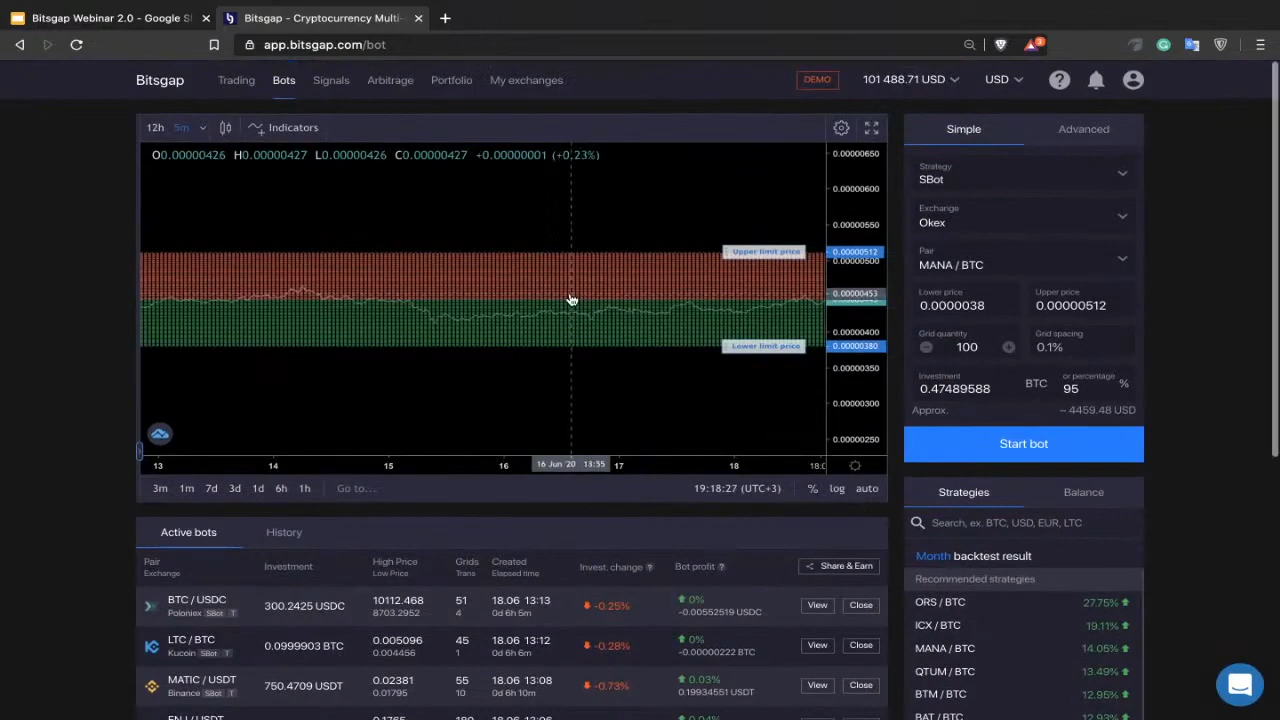 Bitsgap Webinar 2.0 - Google Sl
Bitsgap - Cryptocurrency Multi-
app.bitsgap.com/bot
3
Bitsgap
Trading
Bots
Signals
Arbitrage
Portfolio
My exchanges
DEMO
101 488.71 USD
USD
12h
5m
Indicators
O0.00000426 H0.00000427 L0.00000426 C0.00000427 +0.00000001 (+0.23%)
0.00000650
0.00000600
0.00000550
Upper limit price
0.00000512
0.00000500
0.00000453
0.00000400
Lower limit price
0.00000380
0.00000350
0.00000300
0.00000250
13
14
15
16
16 Jun '20 13:35
17
18
18:0
3m
1m
7d
3d
1d
6h
1h
Go to...
19:18:27 (UTC+3)
%
log
auto
Simple
Advanced
Strategy
SBot
Exchange
Okex
Pair
MANA / BTC
Lower price
0.0000038
Upper price
0.00000512
Grid quantity
100
Grid spacing
0.1%
Investment
0.47489588
BTC
or percentage
95
%
Approx.
~ 4459.48 USD
Start bot
Active bots
History
Pair
Exchange
Investment
High Price
Low Price
Grids
Trans
Created
Elapsed time
Invest. change
Bot profit
Share & Earn
BTC / USDC
Poloniex SBot T
300.2425 USDC
10112.468
8703.2952
51
4
18.06 13:13
0d 6h 5m
-0.25%
0%
-0.00552519 USDC
View
Close
LTC / BTC
Kucoin SBot T
0.0999903 BTC
0.005096
0.004456
45
1
18.06 13:12
0d 6h 6m
-0.28%
0%
-0.00000222 BTC
View
Close
MATIC / USDT
Binance SBot T
750.4709 USDT
0.02381
0.01795
55
10
18.06 13:08
0d 6h 10m
-0.73%
0.03%
0.19934551 USDT
View
Close
Strategies
Balance
Search, ex. BTC, USD, EUR, LTC
Month backtest result
Recommended strategies
ORS / BTC 27.75%
ICX / BTC 19.11%
MANA / BTC 14.05%
QTUM / BTC 13.49%
BTM / BTC 12.95%
BAT / BTC 12.93%